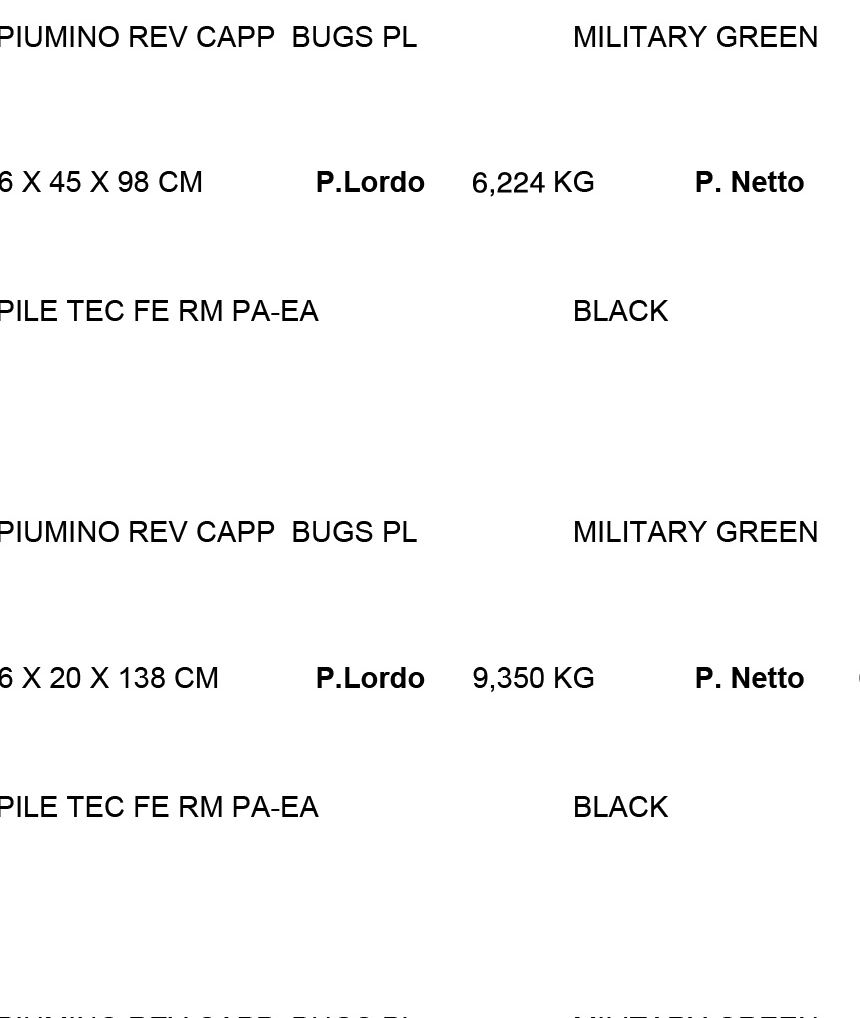 PIUMINO REV CAPP  BUGS PL MILITARY GREEN
6 X 45 X 98 CM P.Lordo 6,224 KG P. Netto
PILE TEC FE RM PA-EA BLACK
PIUMINO REV CAPP  BUGS PL MILITARY GREEN
6 X 20 X 138 CM P.Lordo 9,350 KG P. Netto
PILE TEC FE RM PA-EA BLACK